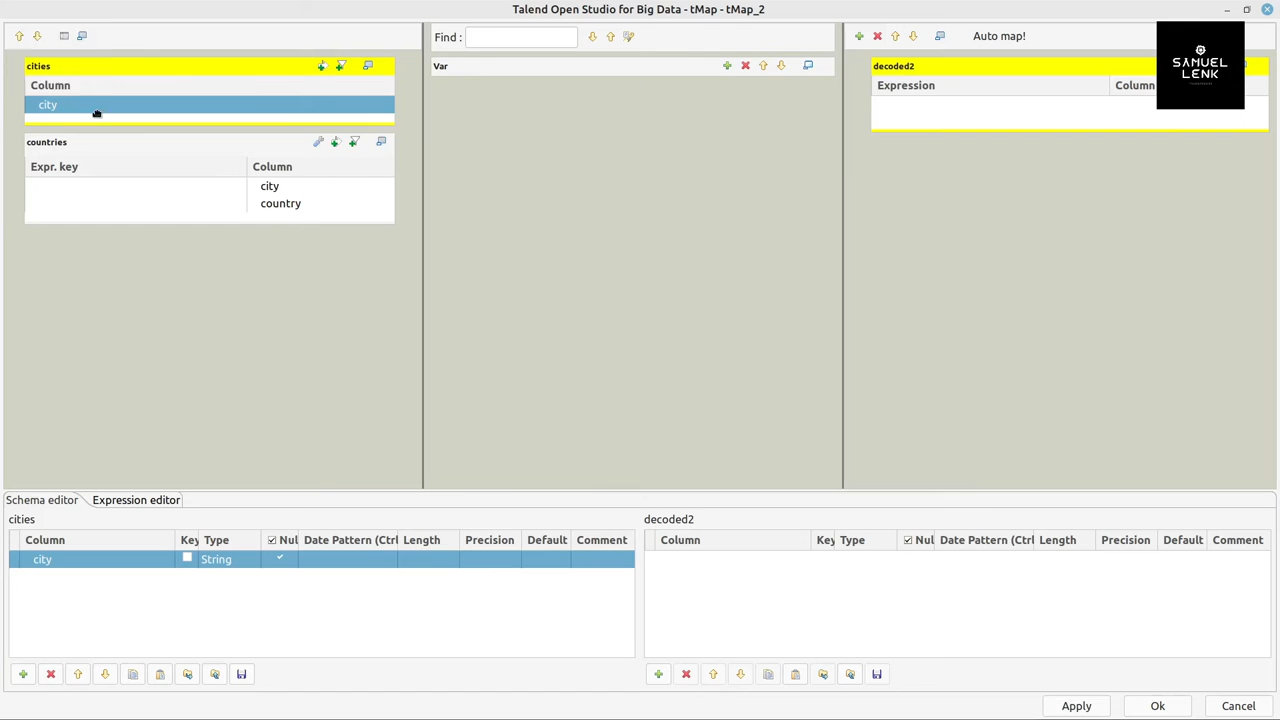 Talend Open Studio for Big Data - tMap - tMap_2
Find :
Auto map!
SAMUEL
LENK
cities
Column
city
countries
Expr. key Column
city
country
Var
decoded2
Expression Column
Schema editor Expression editor
cities
Column Key Type Nul Date Pattern (Ctrl Length Precision Default Comment
city String
decoded2
Column Key Type Nul Date Pattern (Ctrl Length Precision Default Comment
Apply Ok Cancel